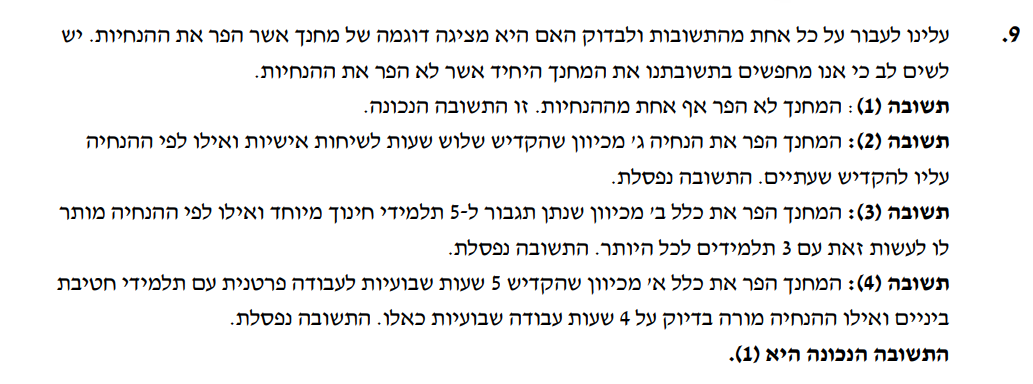 9. עלינו לעבור על כל אחת מהתשובות ולבדוק האם היא מציגה דוגמה של מחנך אשר הפר את ההנחיות. יש
לשים לב כי אנו מחפשים בתשובתנו את המחנך היחיד אשר לא הפר את ההנחיות.
תשובה (1): המחנך לא הפר אף אחת מההנחיות. זו התשובה הנכונה.
תשובה (2): המחנך הפר את הנחיה ג' מכיוון שהקדיש שלוש שעות לשיחות אישיות ואילו לפי ההנחיה
עליו להקדיש שעתיים. התשובה נפסלת.
תשובה (3): המחנך הפר את כלל ב' מכיוון שנתן תגבור ל-5 תלמידי חינוך מיוחד ואילו לפי ההנחיה מותר
לו לעשות זאת עם 3 תלמידים לכל היותר. התשובה נפסלת.
תשובה (4): המחנך הפר את כלל א' מכיוון שהקדיש 5 שעות שבועיות לעבודה פרטנית עם תלמידי חטיבת
ביניים ואילו ההנחיה מורה בדיוק על 4 שעות עבודה שבועיות כאלו. התשובה נפסלת.
התשובה הנכונה היא (1).